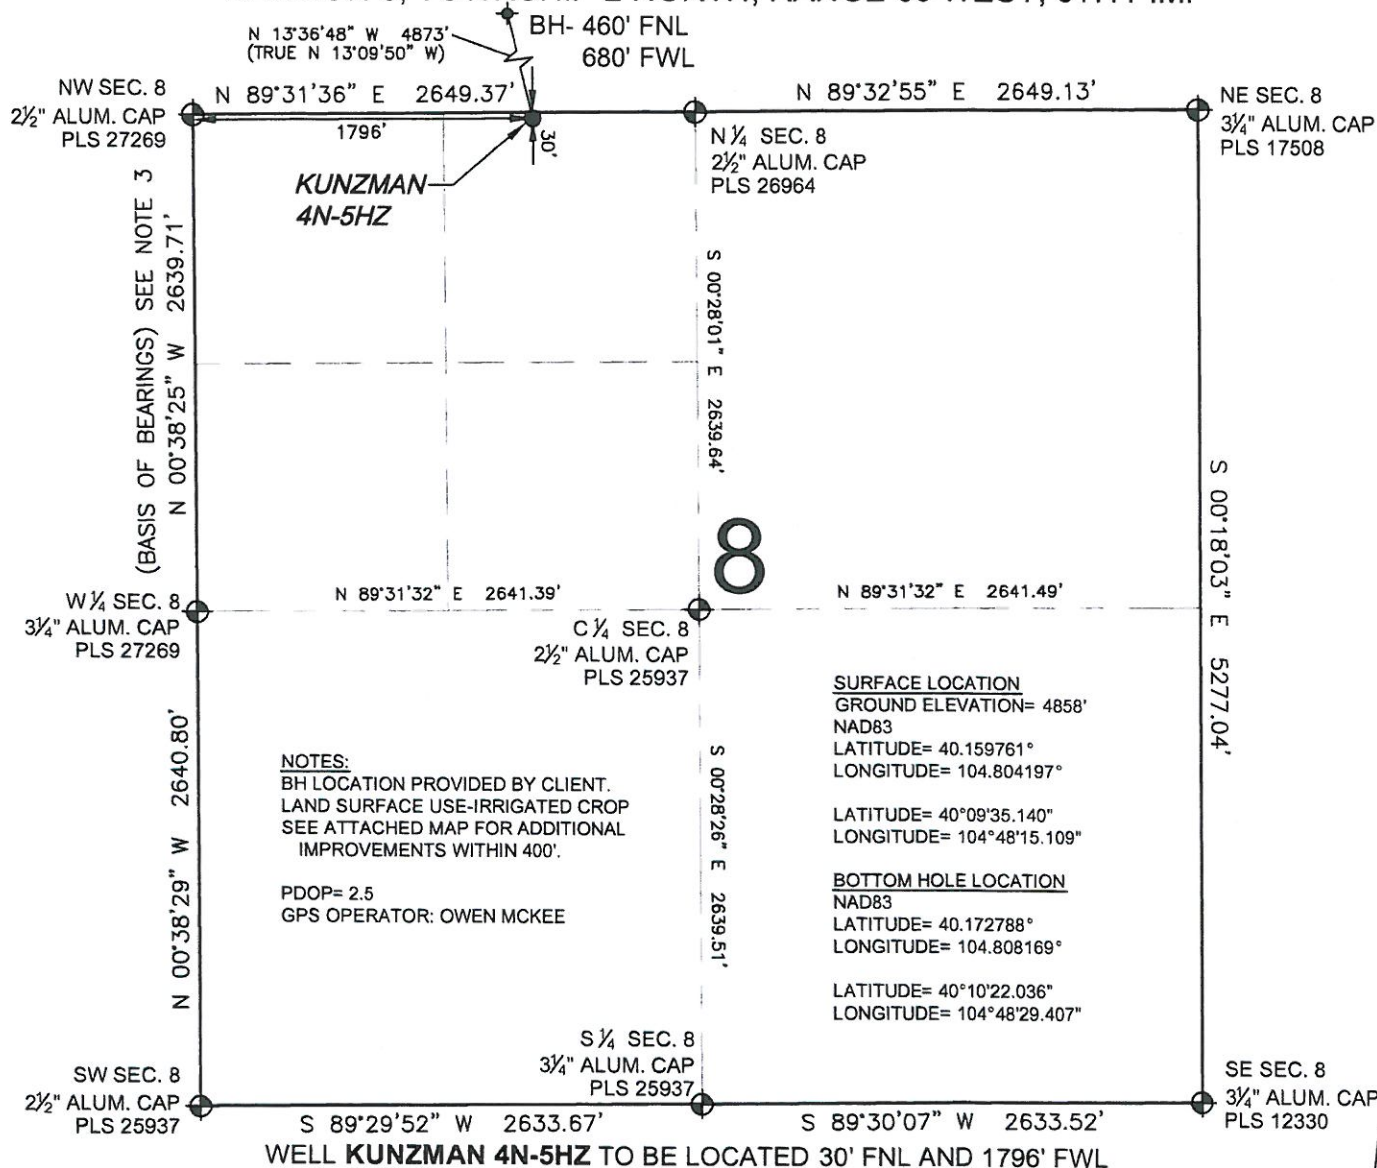 BH- 460' FNL
680' FWL
N 13°36'48" W 4873'
(TRUE N 13°09'50" W)
NW SEC. 8
2½" ALUM. CAP
PLS 27269
N 89°31'36" E 2649.37'
N 89°32'55" E 2649.13'
NE SEC. 8
3¼" ALUM. CAP
PLS 17508
1796'
30'
N ¼ SEC. 8
2½" ALUM. CAP
PLS 26964
KUNZMAN
4N-5HZ
(BASIS OF BEARINGS) SEE NOTE 3
N 00°38'25" W 2639.71'
S 00°28'01" E 2639.64'
8
S 00°18'03" E 5277.04'
W ¼ SEC. 8
3¼" ALUM. CAP
PLS 27269
N 89°31'32" E 2641.39'
N 89°31'32" E 2641.49'
C ¼ SEC. 8
2½" ALUM. CAP
PLS 25937
N 00°38'29" W 2640.80'
NOTES:
BH LOCATION PROVIDED BY CLIENT.
LAND SURFACE USE-IRRIGATED CROP
SEE ATTACHED MAP FOR ADDITIONAL
IMPROVEMENTS WITHIN 400'.
PDOP= 2.5
GPS OPERATOR: OWEN MCKEE
S 00°28'26" E 2639.51'
SURFACE LOCATION
GROUND ELEVATION= 4858'
NAD83
LATITUDE= 40.159761°
LONGITUDE= 104.804197°
LATITUDE= 40°09'35.140"
LONGITUDE= 104°48'15.109"
BOTTOM HOLE LOCATION
NAD83
LATITUDE= 40.172788°
LONGITUDE= 104.808169°
LATITUDE= 40°10'22.036"
LONGITUDE= 104°48'29.407"
SW SEC. 8
2½" ALUM. CAP
PLS 25937
S ¼ SEC. 8
3¼" ALUM. CAP
PLS 25937
SE SEC. 8
3¼" ALUM. CAP
PLS 12330
S 89°29'52" W 2633.67'
S 89°30'07" W 2633.52'
WELL KUNZMAN 4N-5HZ TO BE LOCATED 30' FNL AND 1796' FWL